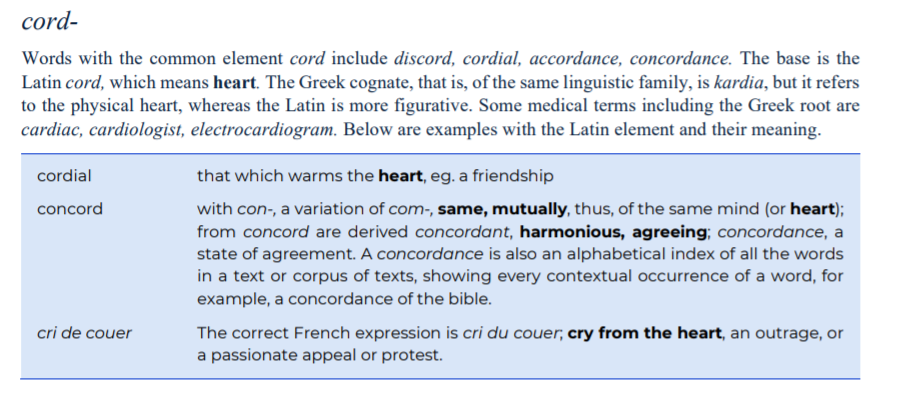 cord-
Words with the common element cord include discord, cordial, accordance, concordance. The base is the
Latin cord, which means heart. The Greek cognate, that is, of the same linguistic family, is kardia, but it refers
to the physical heart, whereas the Latin is more figurative. Some medical terms including the Greek root are
cardiac, cardiologist, electrocardiogram. Below are examples with the Latin element and their meaning.
cordial that which warms the heart, eg. a friendship
concord with con-, a variation of com-, same, mutually, thus, of the same mind (or heart);
from concord are derived concordant, harmonious, agreeing; concordance, a
state of agreement. A concordance is also an alphabetical index of all the words
in a text or corpus of texts, showing every contextual occurrence of a word, for
example, a concordance of the bible.
cri de couer The correct French expression is cri du couer, cry from the heart, an outrage, or
a passionate appeal or protest.